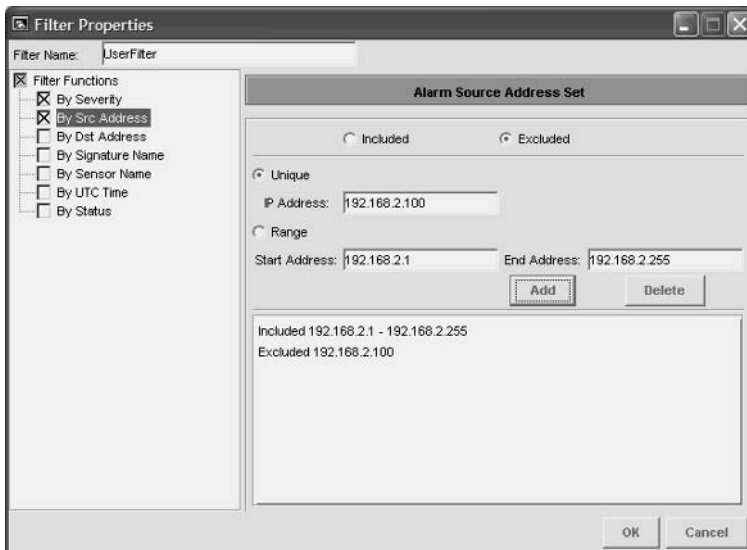 Filter Properties
Filter Name: UserFilter
Filter Functions
By Severity
By Src Address
By Dst Address
By Signature Name
By Sensor Name
By UTC Time
By Status
Alarm Source Address Set
Included Excluded
Unique
IP Address: 192.168.2.100
Range
Start Address: 192.168.2.1 End Address: 192.168.2.255
Add Delete
Included 192.168.2.1 - 192.168.2.255
Excluded 192.168.2.100
OK Cancel